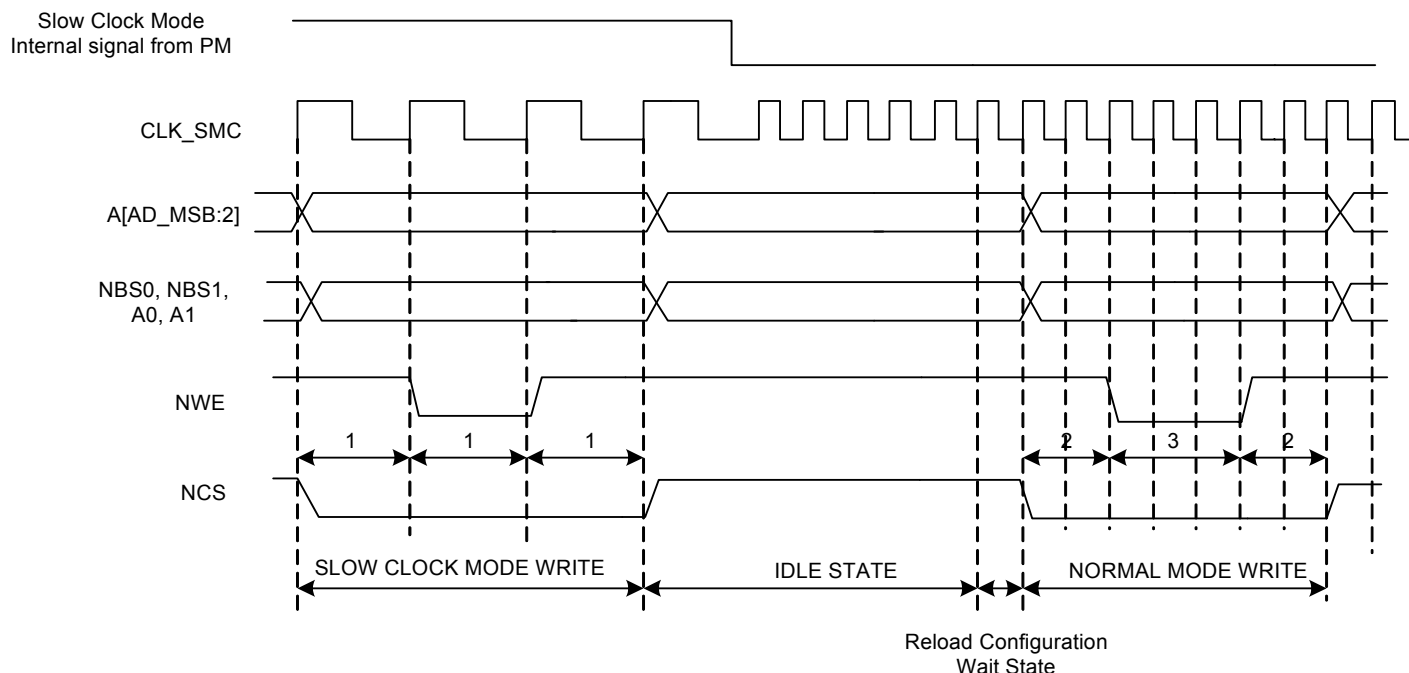 Slow Clock Mode
Internal signal from PM
CLK_SMC
A[AD_MSB:2]
NBS0, NBS1,
A0, A1
NWE
1 1 1 2 3 2
NCS
SLOW CLOCK MODE WRITE IDLE STATE NORMAL MODE WRITE
Reload Configuration
Wait State